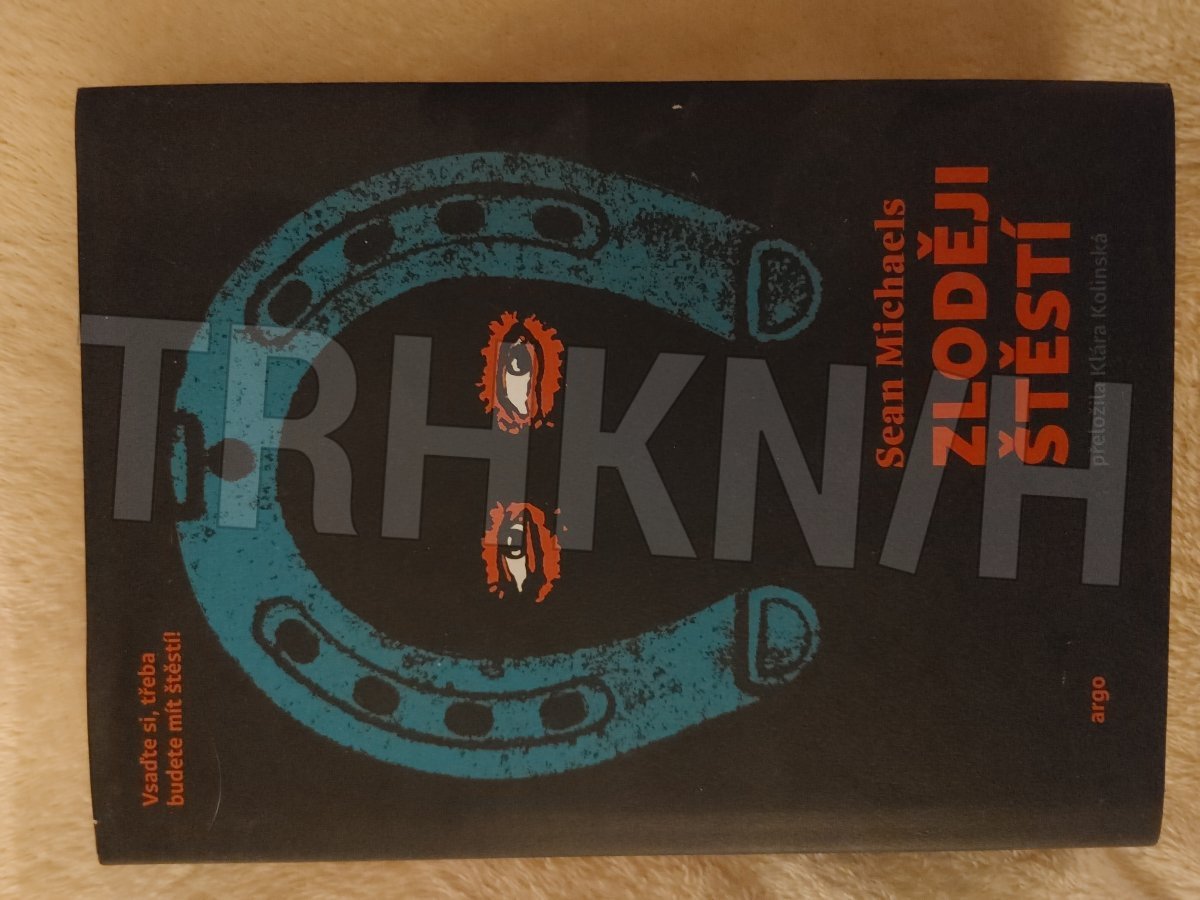 Vsaďte si, třeba
budete mít štěstí!
Sean Michaels
ZLODĚJI
ŠTĚSTÍ
přeložila Klára Kolinská
argo
TRHKNIH